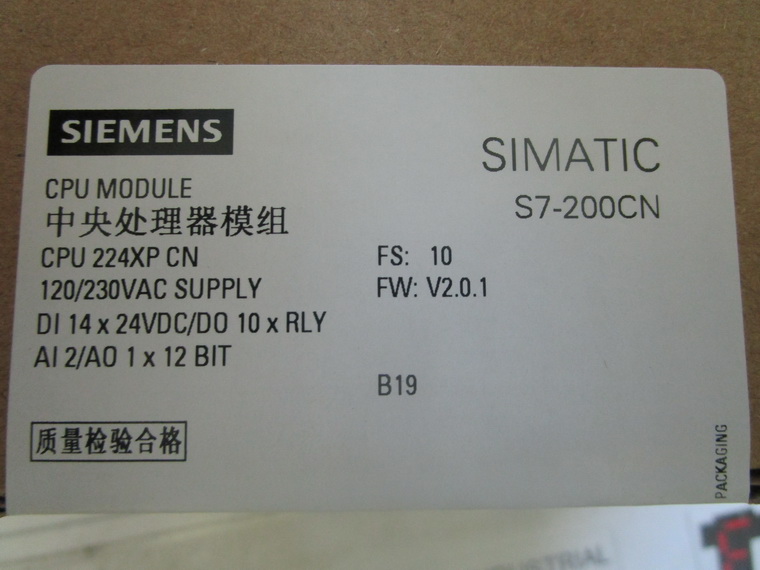 SIEMENS
SIMATIC
S7-200CN
CPU MODULE
中央处理器模组
CPU 224XP CN
FS: 10
120/230VAC SUPPLY
FW: V2.0.1
DI 14 x 24VDC/DO 10 x RLY
AI 2/AO 1 x 12 BIT
B19
质量检验合格
PACKAGING
INDUSTRIAL